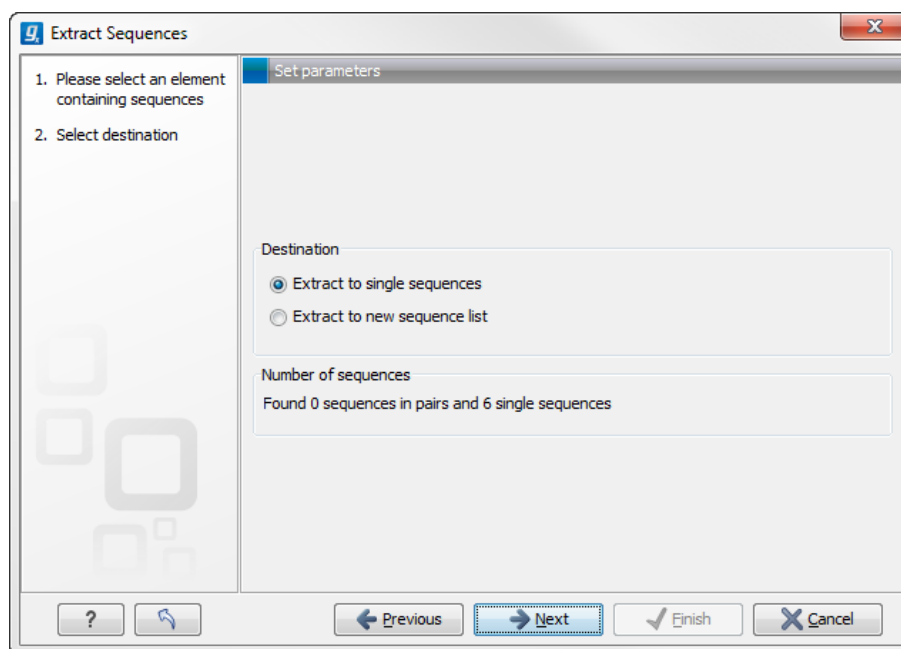 Extract Sequences
1. Please select an element
containing sequences
2. Select destination
Set parameters
Destination
Extract to single sequences
Extract to new sequence list
Number of sequences
Found 0 sequences in pairs and 6 single sequences
?
Previous
Next
Finish
Cancel